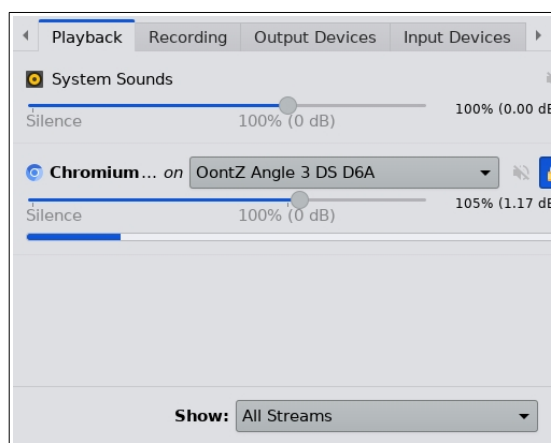 Playback Recording Output Devices Input Devices
System Sounds
100% (0.00 dB
Silence 100% (0 dB)
Chromium... on OontZ Angle 3 DS D6A
105% (1.17 dB
Silence 100% (0 dB)
Show: All Streams